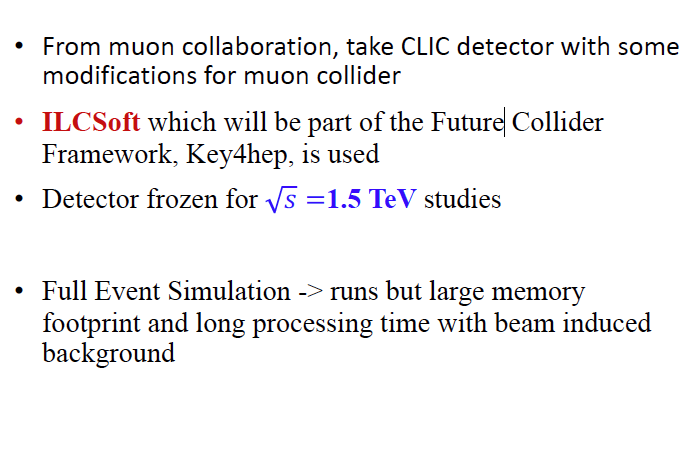 • From muon collaboration, take CLIC detector with some
modifications for muon collider
• ILCSoft which will be part of the Future Collider
Framework, Key4hep, is used
• Detector frozen for √s =1.5 TeV studies
• Full Event Simulation -> runs but large memory
footprint and long processing time with beam induced
background